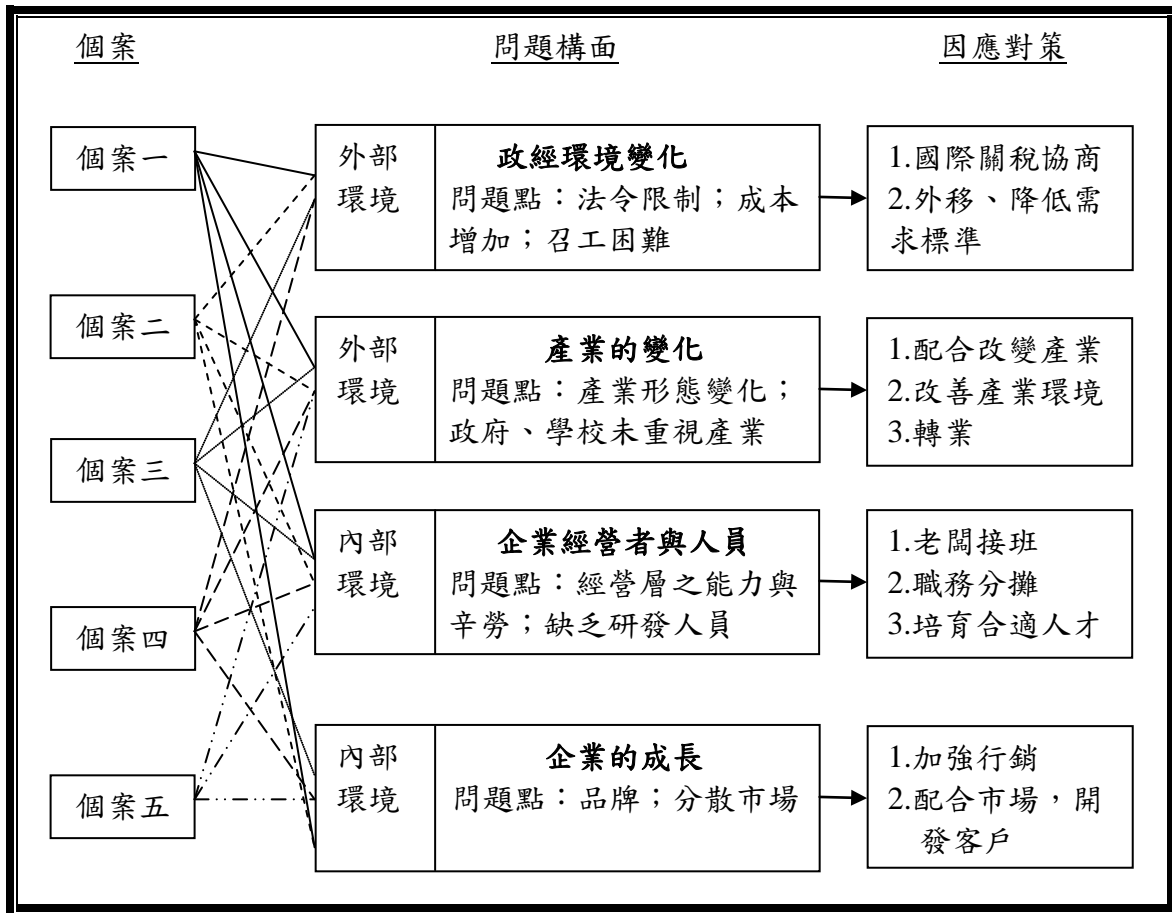 個案
問題構面
因應對策
個案一
個案二
個案三
個案四
個案五
外部
環境
政經環境變化
問題點：法令限制；成本
增加；召工困難
1.國際關稅協商
2.外移、降低需
求標準
外部
環境
產業的變化
問題點：產業形態變化；
政府、學校未重視產業
1.配合改變產業
2.改善產業環境
3.轉業
內部
環境
企業經營者與人員
問題點：經營層之能力與
辛勞；缺乏研發人員
1.老闆接班
2.職務分攤
3.培育合適人才
內部
環境
企業的成長
問題點：品牌；分散市場
1.加強行銷
2.配合市場，開
發客戶